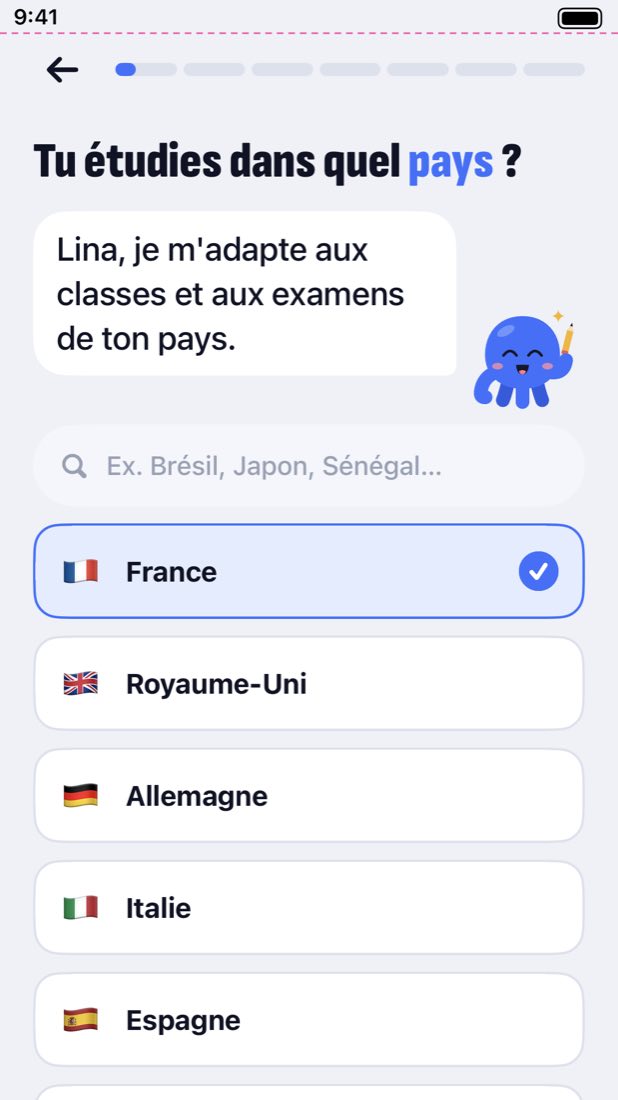 9:41
Tu étudies dans quel pays ?
Lina, je m'adapte aux
classes et aux examens
de ton pays.
Ex. Brésil, Japon, Sénégal...
France
Royaume-Uni
Allemagne
Italie
Espagne